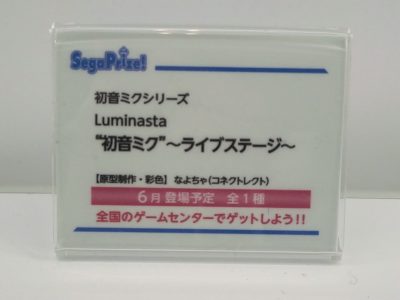 SegaPrize!
初音ミクシリーズ
Luminasta
“初音ミク”～ライブステージ～
【原型制作・彩色】なよちゃ(コネクトレクト)
6月登場予定 全1種
全国のゲームセンターでゲットしよう!!